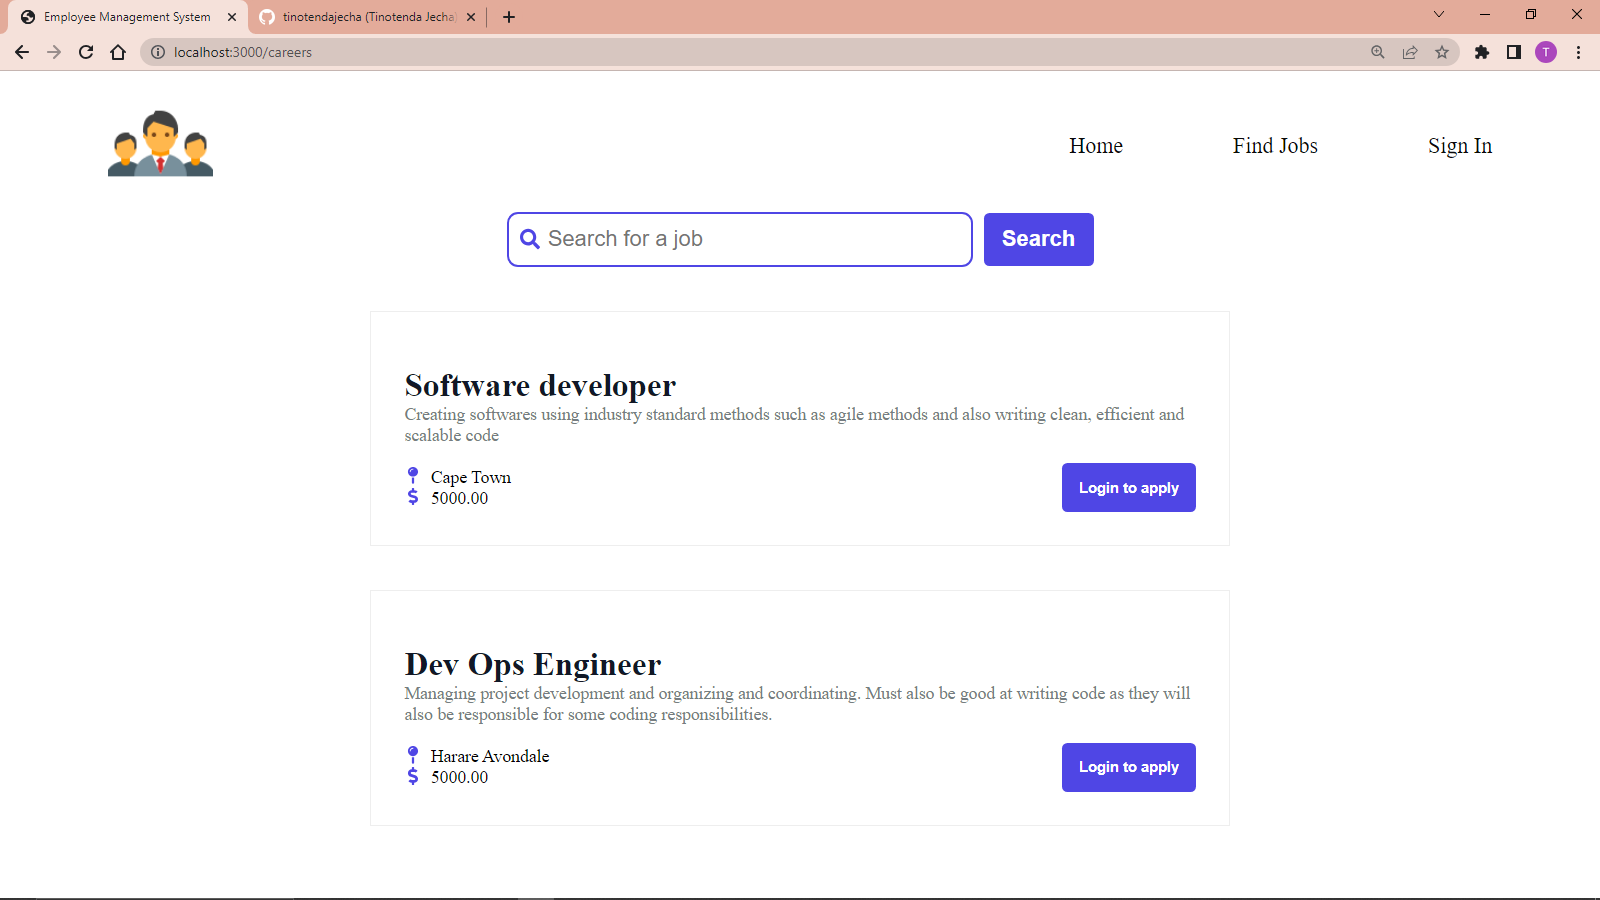 Employee Management System
tinotendajecha (Tinotenda Jecha)
localhost:3000/careers
T
Home
Find Jobs
Sign In
Search for a job
Search
Software developer
Creating softwares using industry standard methods such as agile methods and also writing clean, efficient and
scalable code
Cape Town
$ 5000.00
Login to apply
Dev Ops Engineer
Managing project development and organizing and coordinating. Must also be good at writing code as they will
also be responsible for some coding responsibilities.
Harare Avondale
$ 5000.00
Login to apply